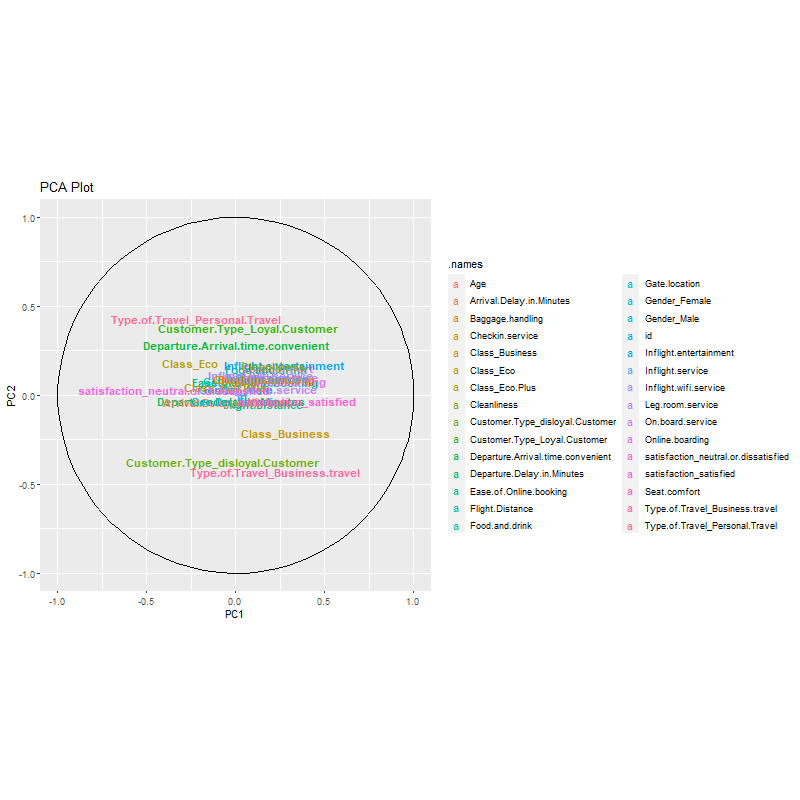 PCA Plot
1.0
0.5
0.0
-0.5
-1.0
PC2
Type.of.Travel_Personal.Travel
Customer.Type_Loyal.Customer
Departure.Arrival.time.convenient
Class_Eco
Inflight.entertainment
satisfaction_neutral.or.dissatisfied
satisfaction_satisfied
Flight.Distance
Class_Business
Customer.Type_disloyal.Customer
Type.of.Travel_Business.travel
-1.0
-0.5
0.0
0.5
1.0
PC1
.names
a Age
a Arrival.Delay.in.Minutes
a Baggage.handling
a Checkin.service
a Class_Business
a Class_Eco
a Class_Eco.Plus
a Cleanliness
a Customer.Type_disloyal.Customer
a Customer.Type_Loyal.Customer
a Departure.Arrival.time.convenient
a Departure.Delay.in.Minutes
a Ease.of.Online.booking
a Flight.Distance
a Food.and.drink
a Gate.location
a Gender_Female
a Gender_Male
a id
a Inflight.entertainment
a Inflight.service
a Inflight.wifi.service
a Leg.room.service
a On.board.service
a Online.boarding
a satisfaction_neutral.or.dissatisfied
a satisfaction_satisfied
a Seat.comfort
a Type.of.Travel_Business.travel
a Type.of.Travel_Personal.Travel